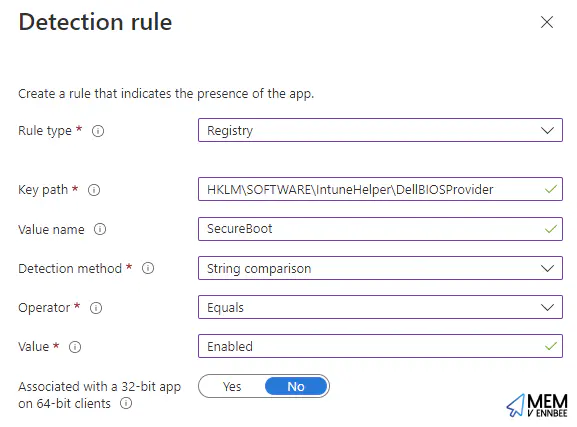 Detection rule
Create a rule that indicates the presence of the app.
Rule type *
Registry
Key path *
HKLM\SOFTWARE\IntuneHelper\DellBIOSProvider
Value name
SecureBoot
Detection method *
String comparison
Operator *
Equals
Value *
Enabled
Associated with a 32-bit app
on 64-bit clients
Yes No
MEM
V ENNBEE